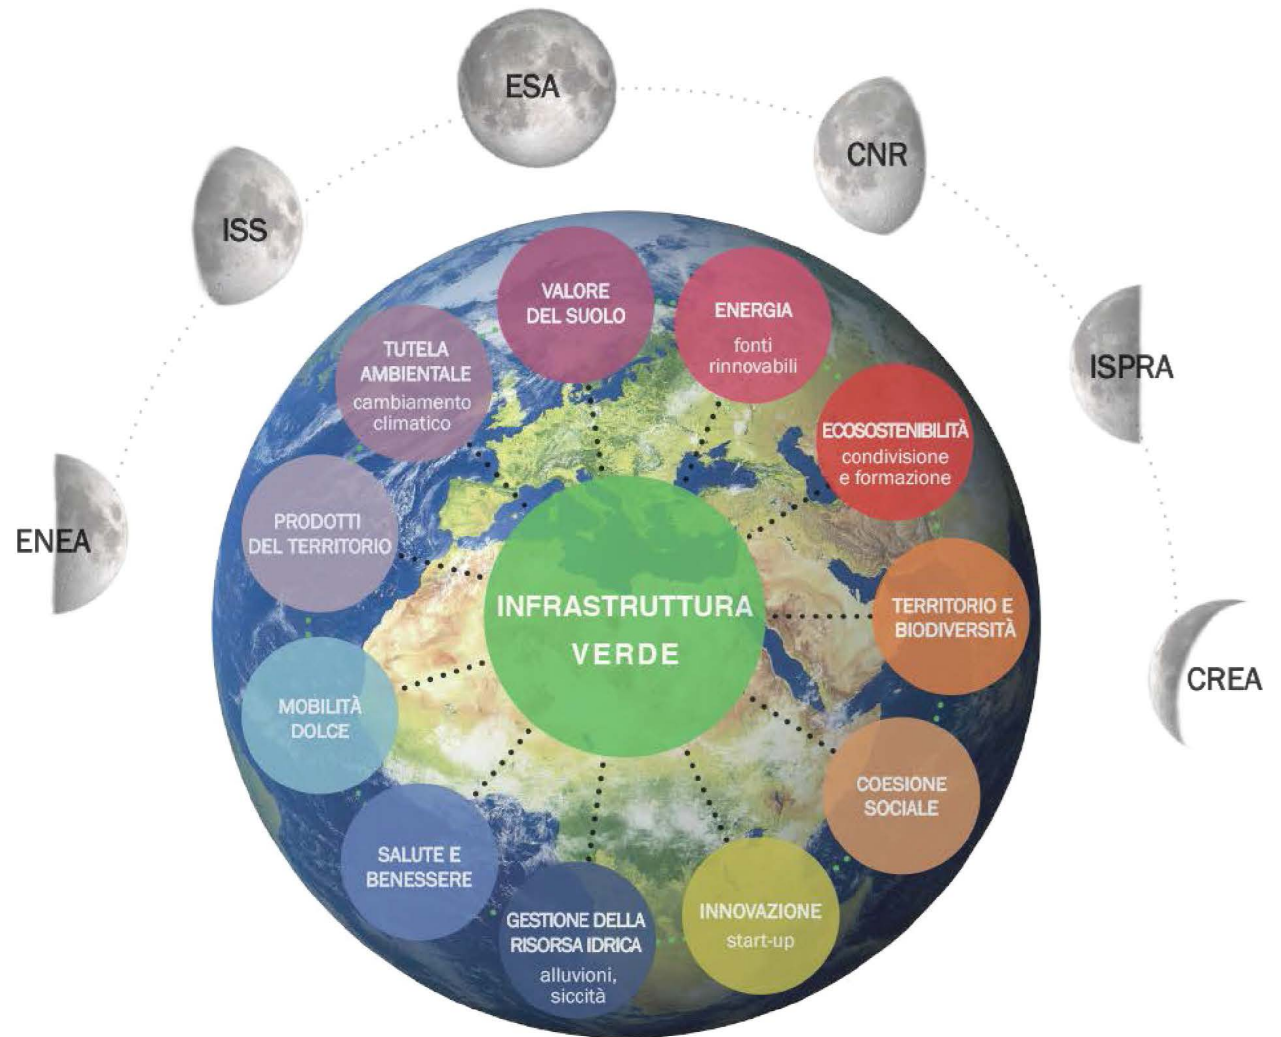 ESA
CNR
ISS
ISPRA
ENEA
CREA
VALORE
DEL SUOLO
ENERGIA
fonti
rinnovabili
TUTELA
AMBIENTALE
cambiamento
climatico
ECOSOSTENIBILITÀ
condivisione
e formazione
PRODOTTI
DEL TERRITORIO
INFRASTRUTTURA
VERDE
TERRITORIO E
BIODIVERSITÀ
MOBILITÀ
DOLCE
COESIONE
SOCIALE
SALUTE E
BENESSERE
GESTIONE DELLA
RISORSA IDRICA
alluvioni,
siccità
INNOVAZIONE
start-up